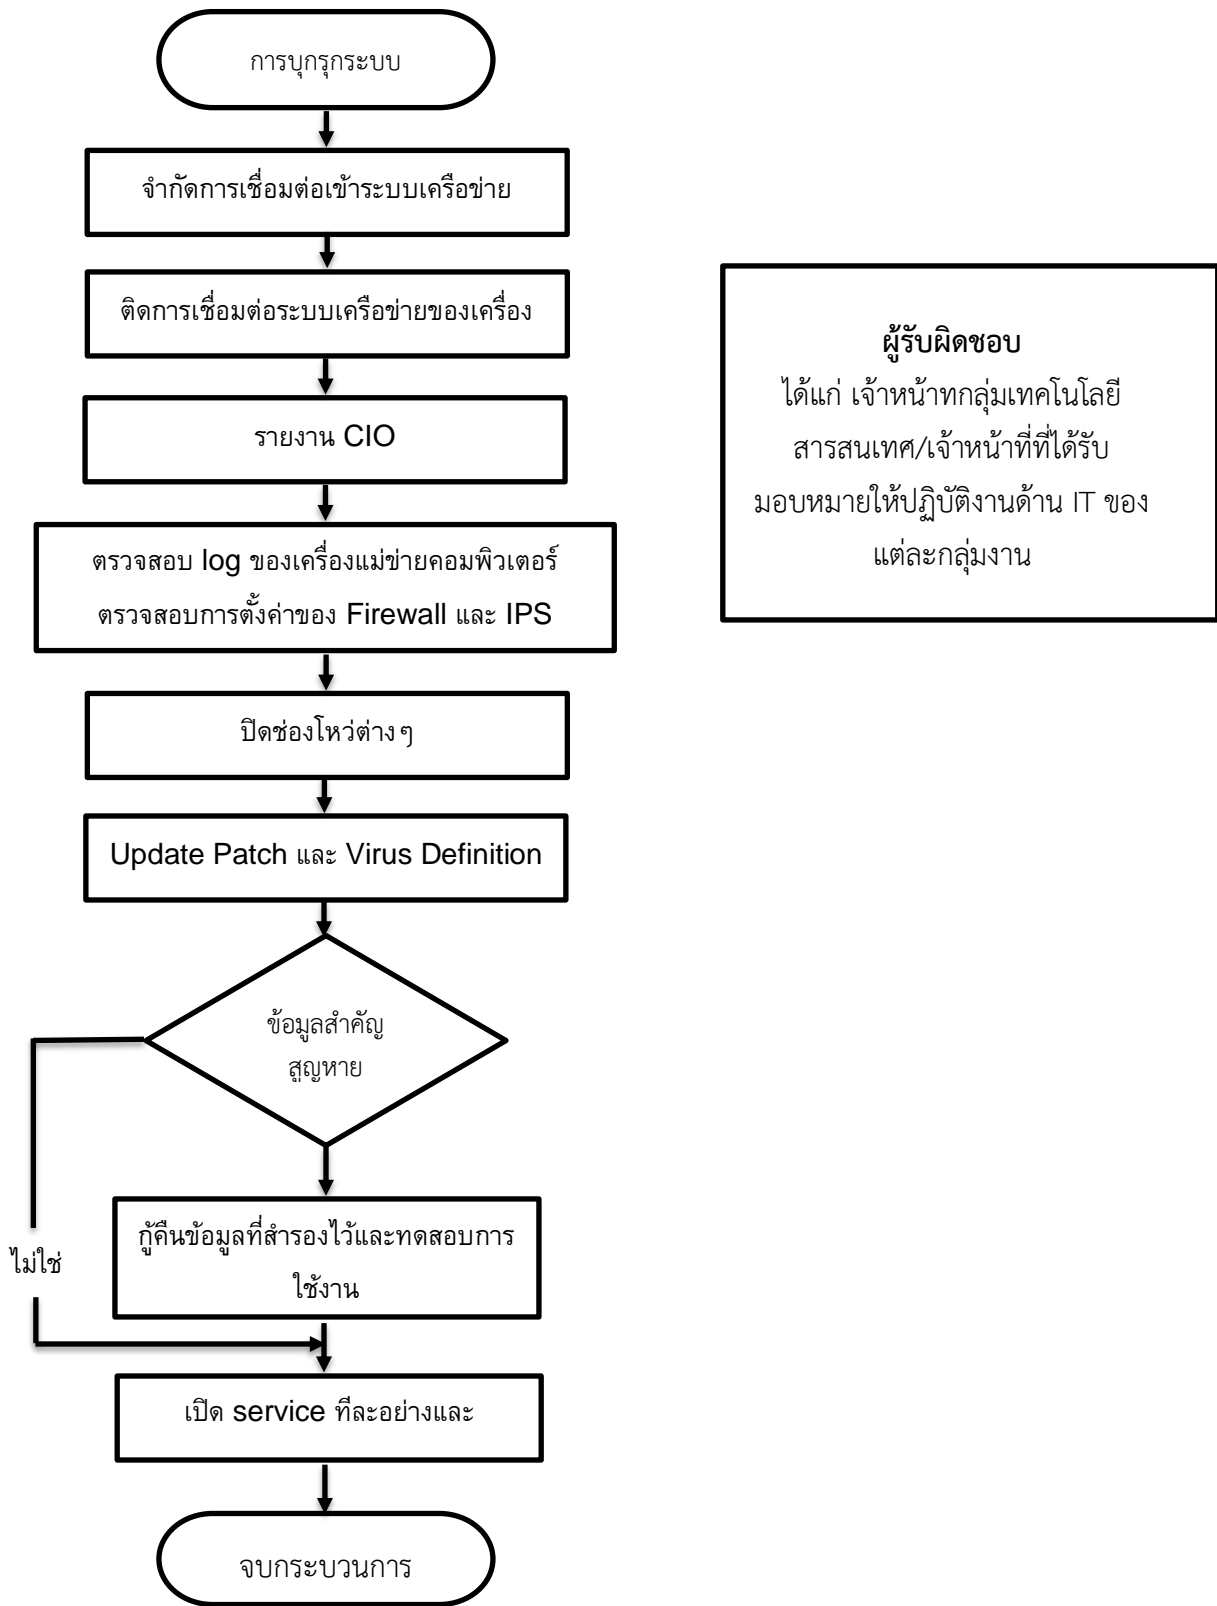 การบุกรุกระบบ
จำกัดการเชื่อมต่อเข้าระบบเครือข่าย
ติดการเชื่อมต่อระบบเครือข่ายของเครื่อง
รายงาน CIO
ตรวจสอบ log ของเครื่องแม่ข่ายคอมพิวเตอร์
ตรวจสอบการตั้งค่าของ Firewall และ IPS
ปิดช่องโหว่ต่างๆ
Update Patch และ Virus Definition
ข้อมูลสำคัญ
สูญหาย
ไม่ใช่
กู้คืนข้อมูลที่สำรองไว้และทดสอบการ
ใช้งาน
เปิด service ทีละอย่างและ
จบกระบวนการ
ผู้รับผิดชอบ
ได้แก่ เจ้าหน้าทกลุ่มเทคโนโลยี
สารสนเทศ/เจ้าหน้าที่ที่ได้รับ
มอบหมายให้ปฏิบัติงานด้าน IT ของ
แต่ละกลุ่มงาน